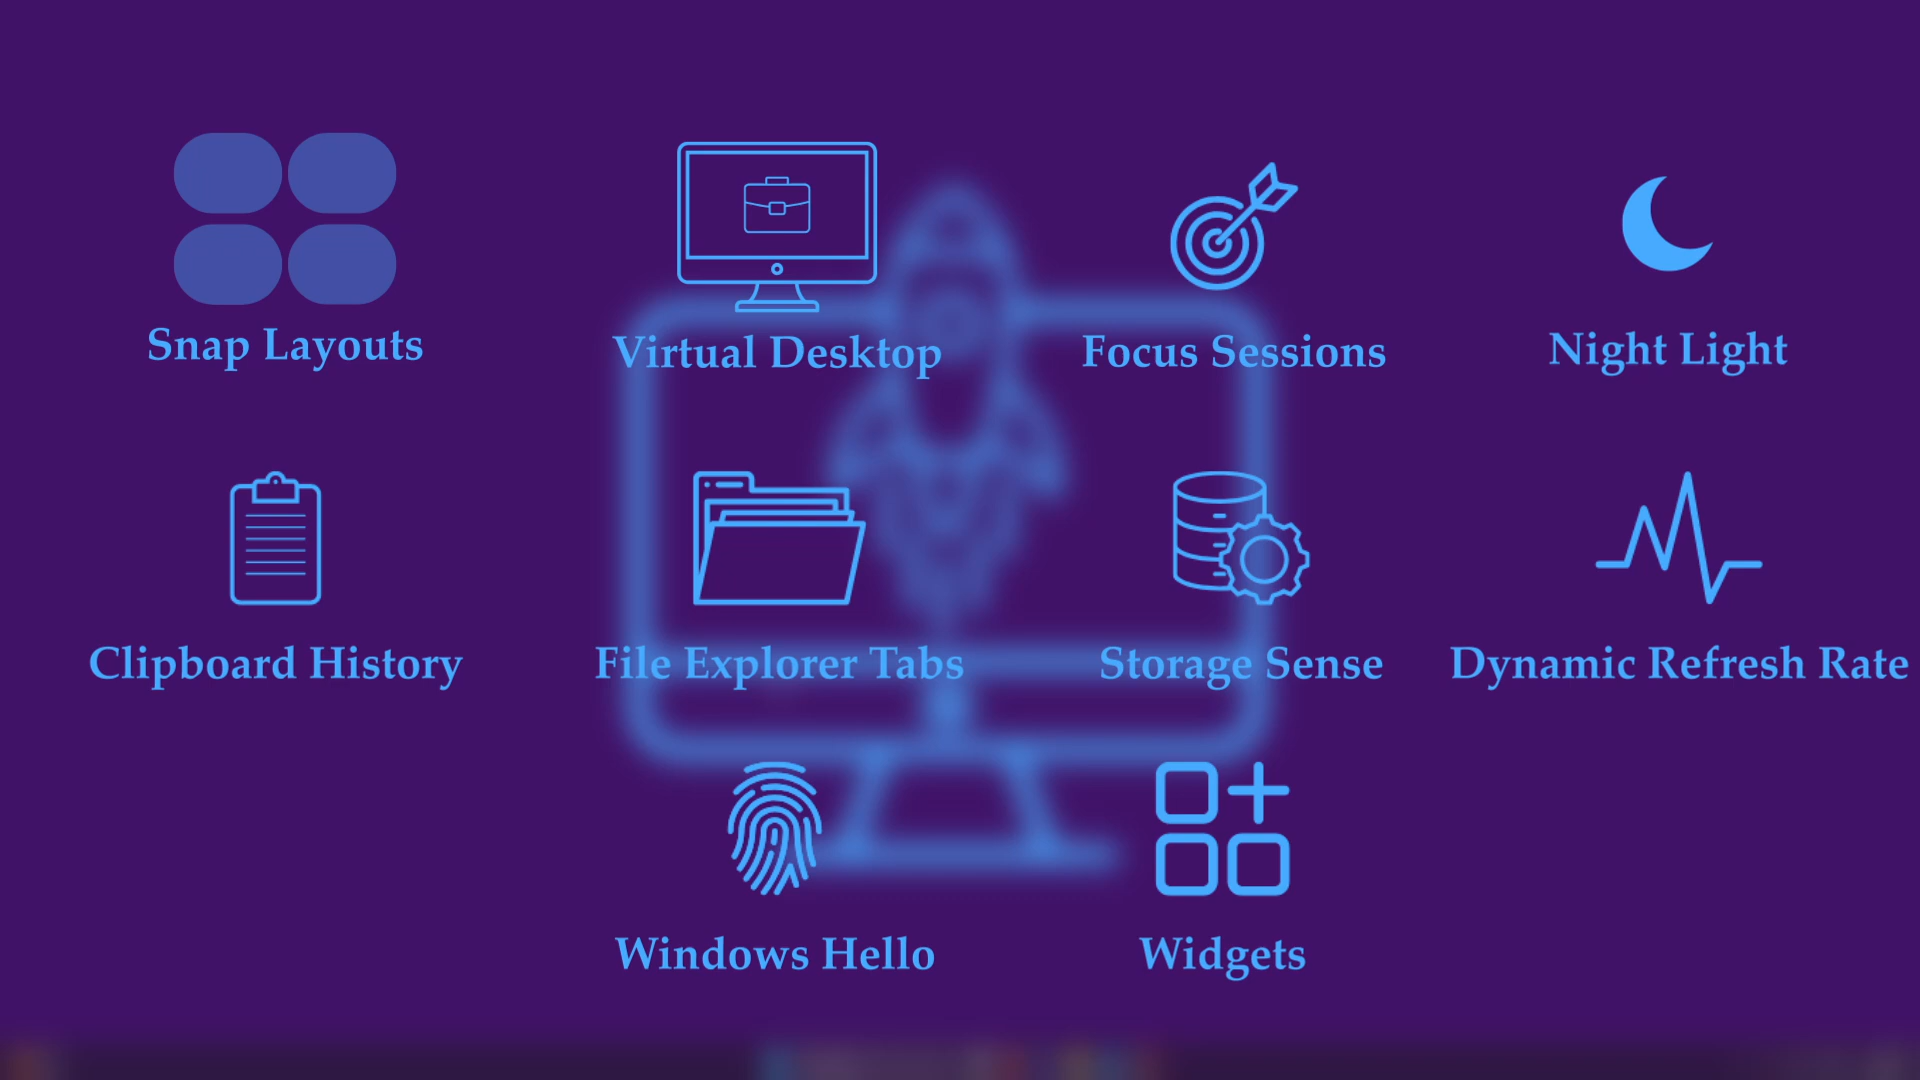 Snap Layouts
Virtual Desktop
Focus Sessions
Night Light
Clipboard History
File Explorer Tabs
Storage Sense
Dynamic Refresh Rate
Windows Hello
Widgets